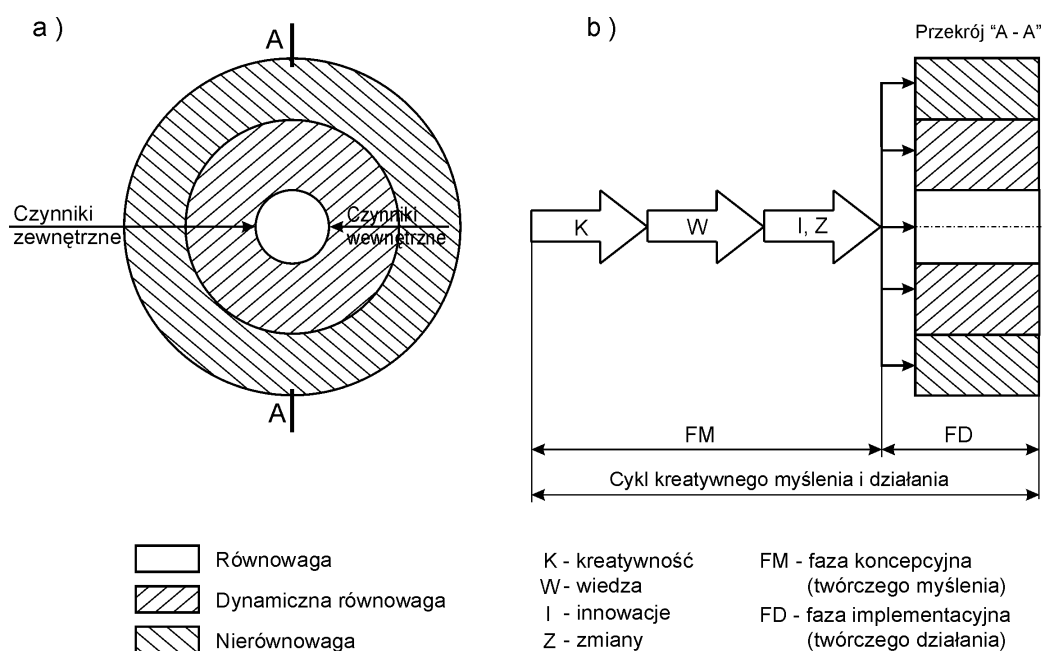 a )
A
Czynniki
zewnętrzne
Czynniki
wewnętrzne
A
b )
Przekrój “A - A”
K
W
I, Z
FM
FD
Cykl kreatywnego myślenia i działania
Równowaga
Dynamiczna równowaga
Nierównowaga
K - kreatywność
W - wiedza
I - innowacje
Z - zmiany
FM - faza koncepcyjna
(twórczego myślenia)
FD - faza implementacyjna
(twórczego działania)